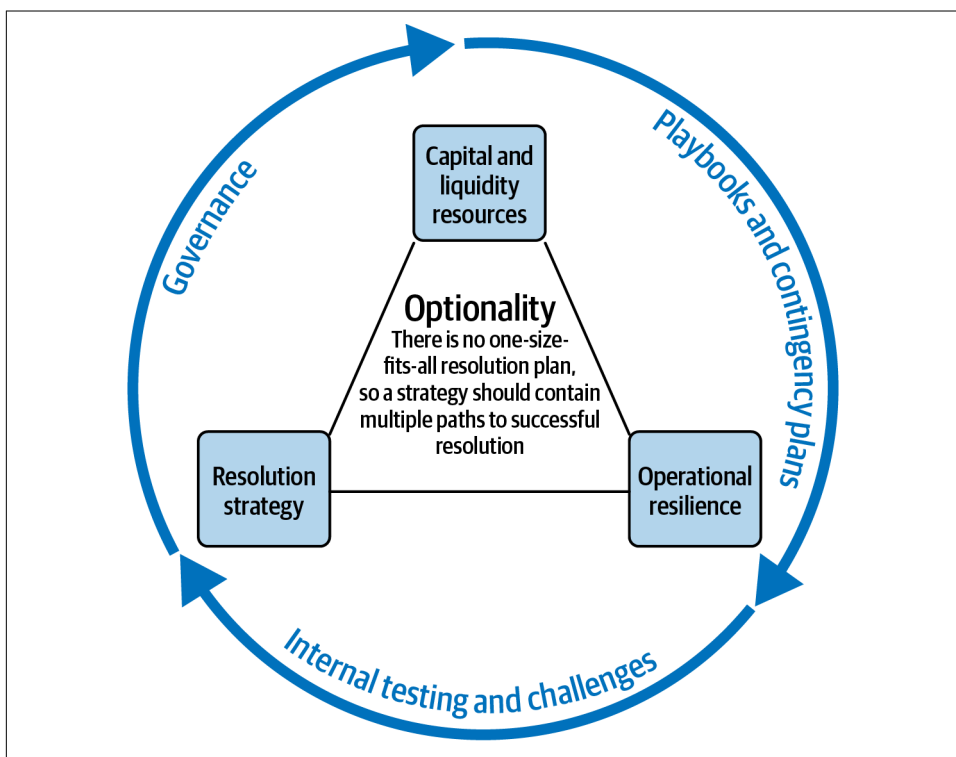 Governance
Playbooks and contingency plans
Capital and
liquidity
resources
Optionality
There is no one-size-
fits-all resolution plan,
so a strategy should contain
multiple paths to successful
resolution
Resolution
strategy
Operational
resilience
Internal testing and challenges